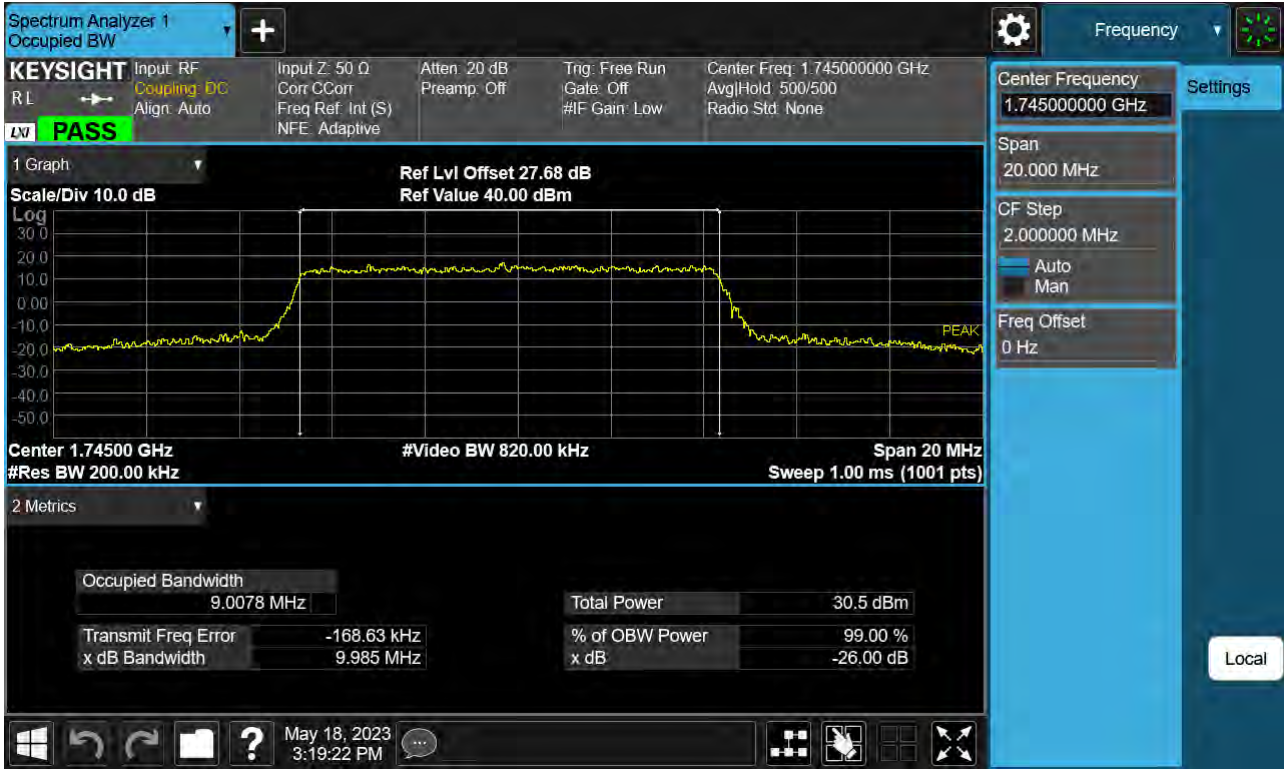 Spectrum Analyzer 1
Occupied BW
+
Frequency
KEYSIGHT
RL
LXI
PASS
Input: RF
Coupling: DC
Align: Auto
Input Z: 50 Ω
Corr CCorr
Freq Ref: Int (S)
NFE: Adaptive
Atten: 20 dB
Preamp: Off
Trig: Free Run
Gate: Off
#IF Gain: Low
Center Freq: 1.745000000 GHz
Avg|Hold: 500/500
Radio Std: None
Center Frequency
1.745000000 GHz
Settings
Span
20.000 MHz
CF Step
2.000000 MHz
Auto
Man
Freq Offset
0 Hz
Local
1 Graph
Scale/Div 10.0 dB
Ref Lvl Offset 27.68 dB
Ref Value 40.00 dBm
Log
30.0
20.0
10.0
0.00
-10.0
-20.0
-30.0
-40.0
-50.0
PEAK
Center 1.74500 GHz
#Video BW 820.00 kHz
Span 20 MHz
#Res BW 200.00 kHz
Sweep 1.00 ms (1001 pts)
2 Metrics
Occupied Bandwidth
9.0078 MHz
Total Power 30.5 dBm
Transmit Freq Error -168.63 kHz
% of OBW Power 99.00 %
x dB Bandwidth 9.985 MHz
x dB -26.00 dB
?
May 18, 2023
3:19:22 PM